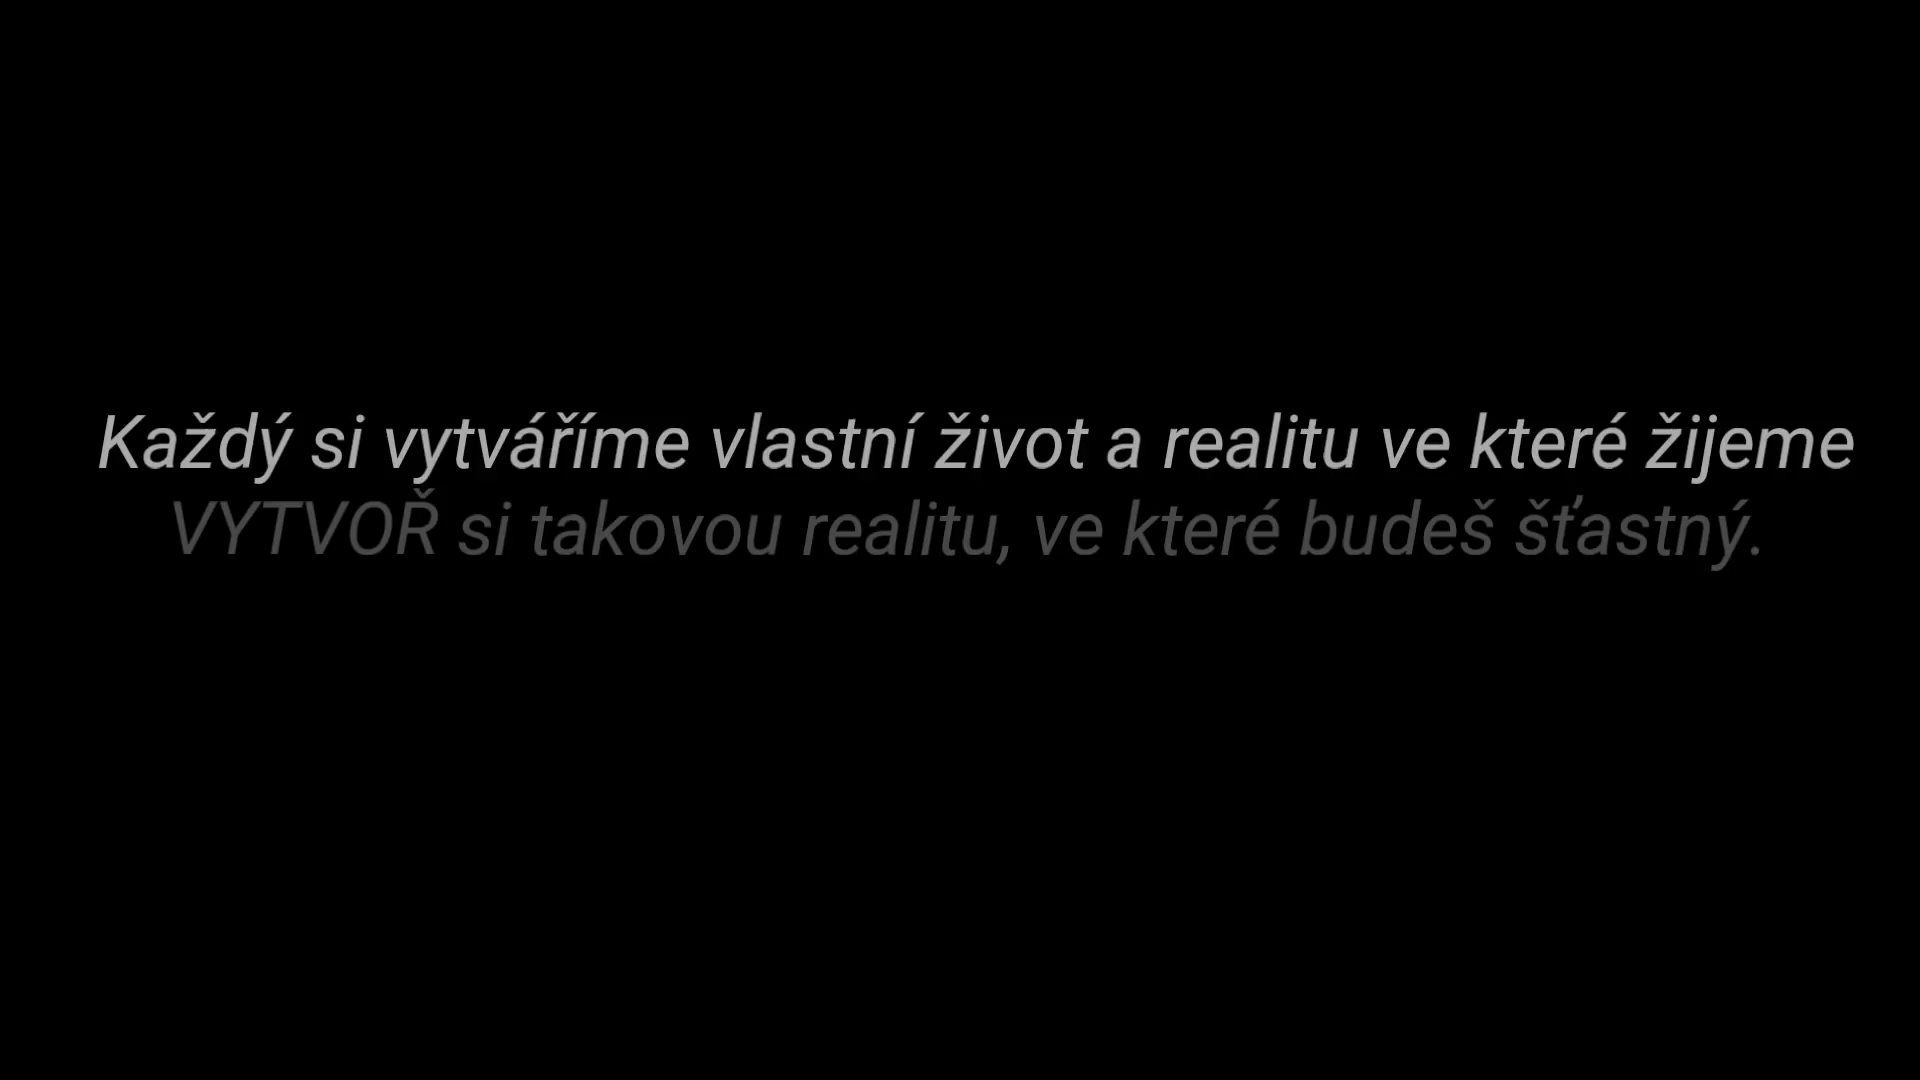 Každý si vytváříme vlastní život a realitu ve které žijeme
VYTVOŘ si takovou realitu, ve které budeš šťastný.